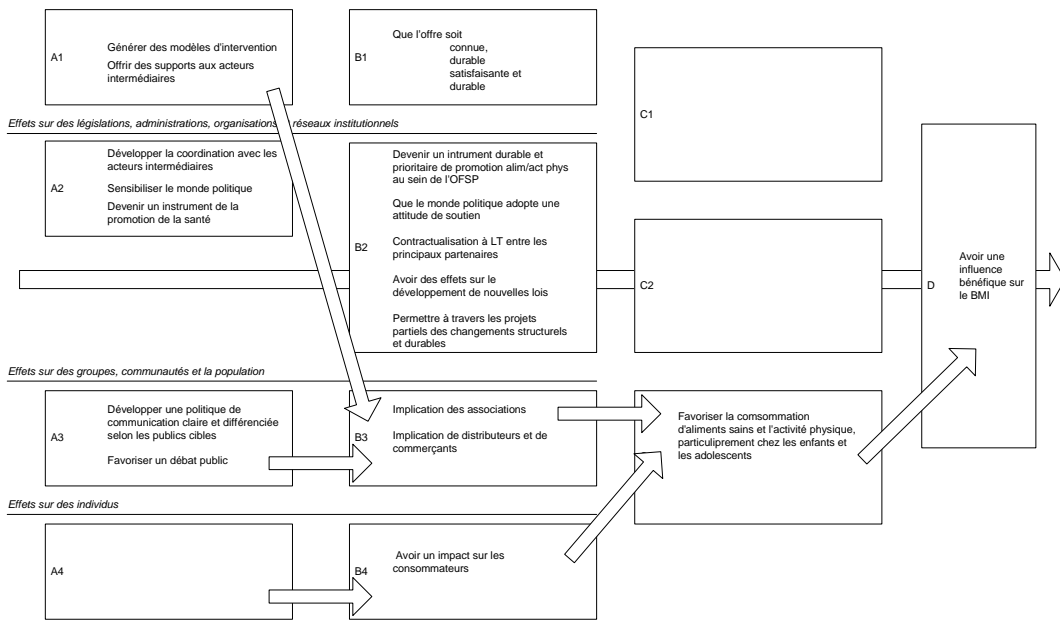 A1
Générer des modèles d'intervention
Offrir des supports aux acteurs
intermédiaires
B1
Que l'offre soit
connue,
durable
satisfaisante et
durable
C1
Effets sur des législations, administrations, organisations
réseaux institutionnels
A2
Développer la coordination avec les
acteurs intermédiaires
Sensibiliser le monde politique
Devenir un instrument de la
promotion de la santé
B2
Devenir un intrument durable et
prioritaire de promotion alim/act phys
au sein de l'OFSP
Que le monde politique adopte une
attitude de soutien
Contractualisation à LT entre les
principaux partenaires
Avoir des effets sur le
développement de nouvelles lois
Permettre à travers les projets
partiels des changements structurels
et durables
C2
D
Avoir une
influence
bénéfique sur
le BMI
Effets sur des groupes, communautés et la population
A3
Développer une politique de
communication claire et différenciée
selon les publics cibles
Favoriser un débat public
B3
Implication des associations
Implication de distributeurs et de
commerçants
Favoriser la comsommation
d'aliments sains et l'activité physique,
particuliprement chez les enfants et
les adolescents
Effets sur des individus
A4
B4
Avoir un impact sur les
consommateurs